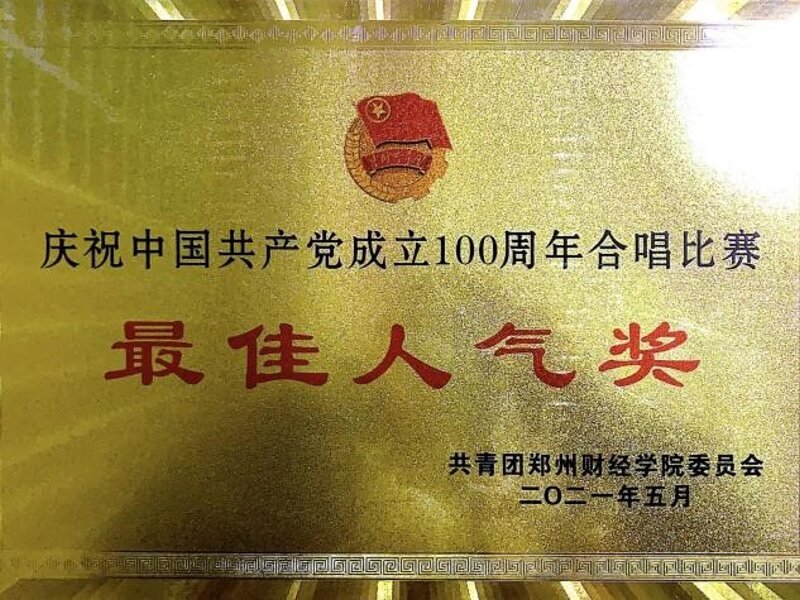 庆祝中国共产党成立100周年合唱比赛
最佳人气奖
共青团郑州财经学院委员会
二〇二一年五月